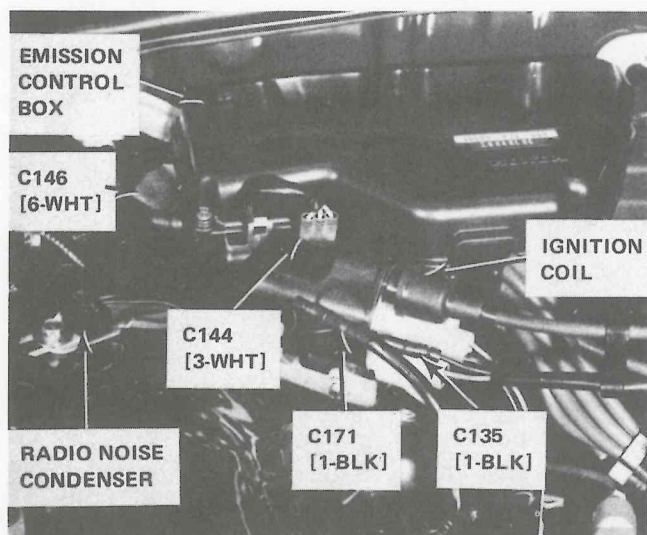 EMISSION
CONTROL
BOX
C146
[6-WHT]
IGNITION
COIL
C144
[3-WHT]
RADIO NOISE
CONDENSER
C171
[1-BLK]
C135
[1-BLK]